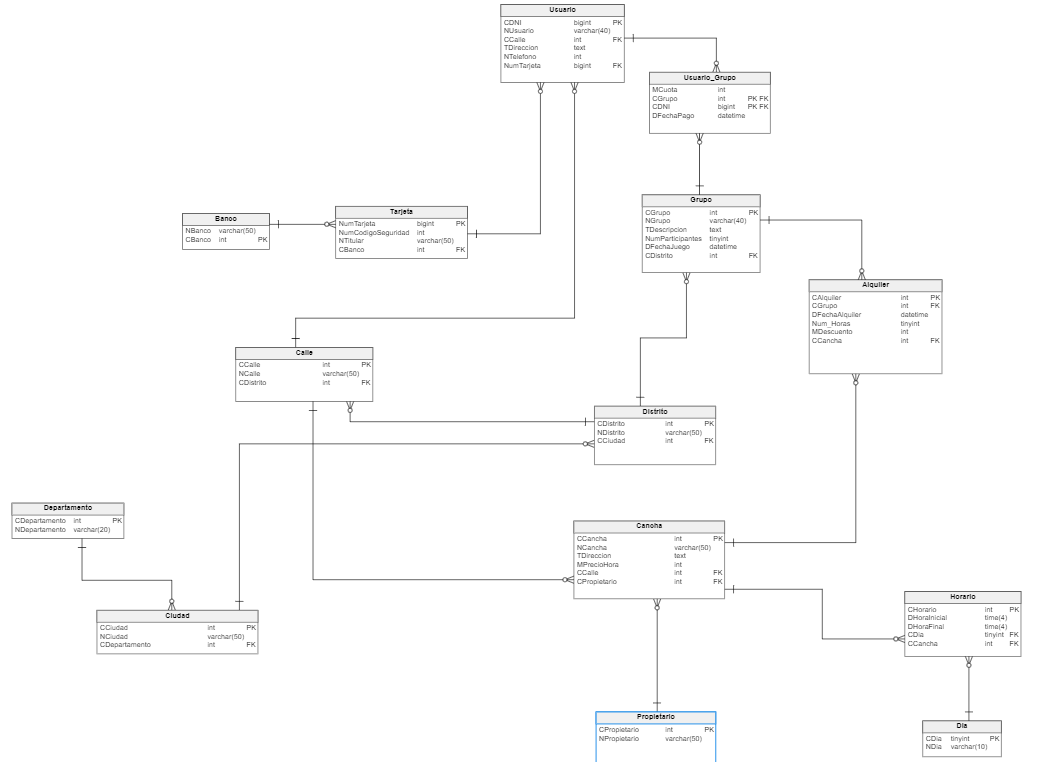 Usuario
CDNI bigint PK
NUsuario varchar(40)
CCalle int FK
TDireccion text
NTelefono int
NumTarjeta bigint FK
Usuario_Grupo
MCuota int
CGrupo int PK FK
CDNI bigint PK FK
DFechaPago datetime
Banco
NBanco varchar(50)
CBanco int PK
Tarjeta
NumTarjeta bigint PK
NumCodigoSeguridad int
NTitular varchar(50)
CBanco int FK
Grupo
CGrupo int PK
NGrupo varchar(40)
TDescripcion text
NumParticipantes tinyint
DFechaJuego datetime
CDistrito int FK
Alquiler
CAlquiler int PK
CGrupo int FK
DFechaAlquiler datetime
Num_Horas tinyint
MDescuento int
CCancha int FK
Calle
CCalle int PK
NCalle varchar(50)
CDistrito int FK
Distrito
CDistrito int PK
NDistrito varchar(50)
CCiudad int FK
Departamento
CDepartamento int PK
NDepartamento varchar(20)
Cancha
CCancha int PK
NCancha varchar(50)
TDireccion text
MPrecioHora int
CCalle int FK
CPropietario int FK
Ciudad
CCiudad int PK
NCiudad varchar(50)
CDepartamento int FK
Horario
CHorario int PK
DHoraInicial time(4)
DHoraFinal time(4)
CDia tinyint FK
CCancha int FK
Propietario
CPropietario int PK
NPropietario varchar(50)
Dia
CDia tinyint PK
NDia varchar(10)